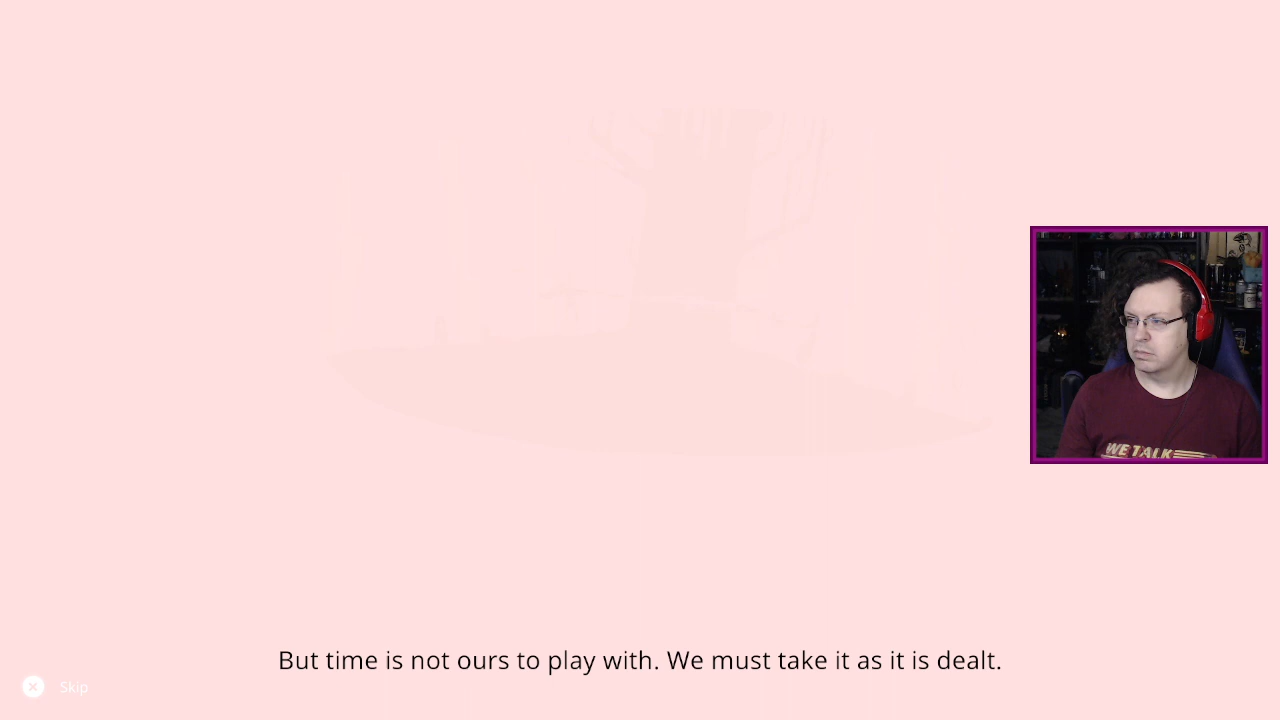 WE TALK
But time is not ours to play with. We must take it as it is dealt.
Skip